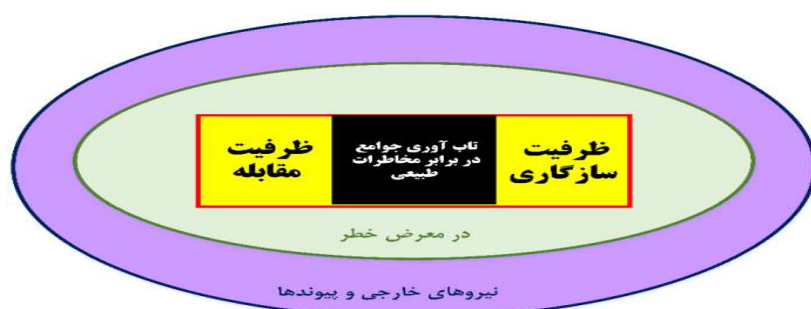 ظرفیت
سازگاری
تاب آوری جوامع
در برابر مخاطرات
طبیعی
ظرفیت
مقابله
در معرض خطر
نیروهای خارجی و پیوندها